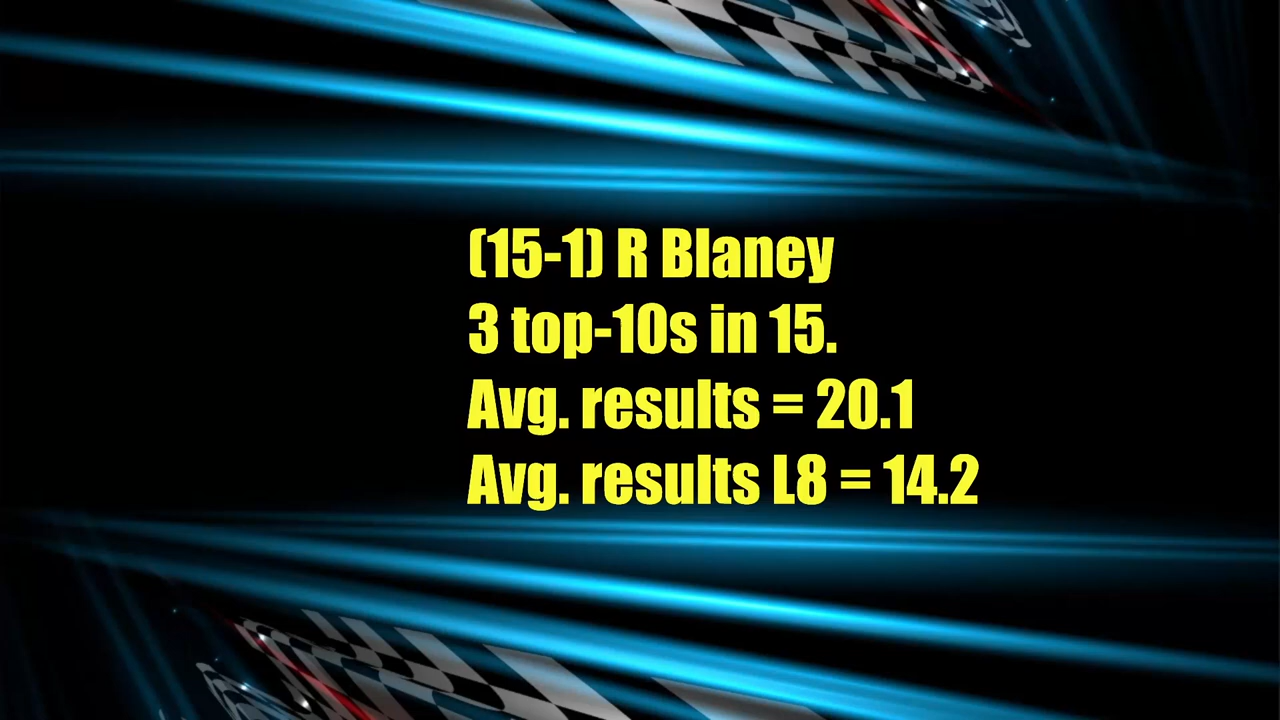 (15-1) R Blaney
3 top-10s in 15.
Avg. results = 20.1
Avg. results L8 = 14.2